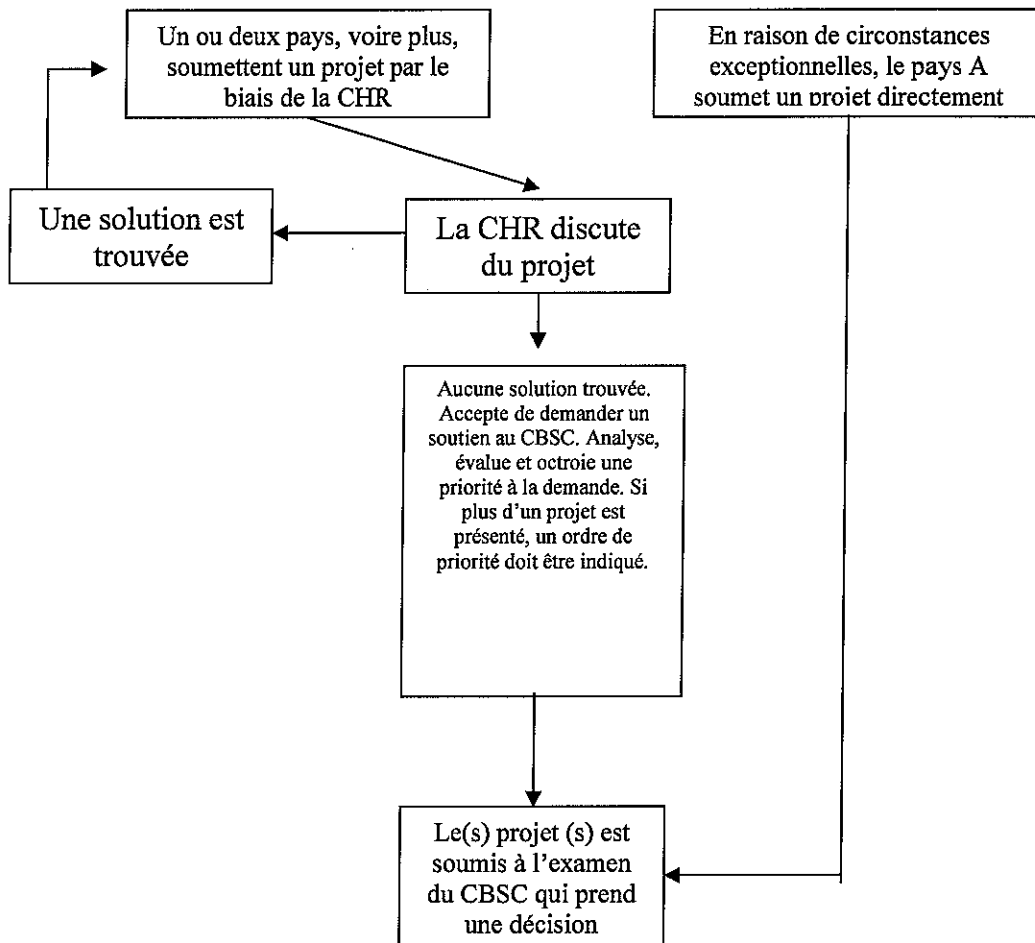 Un ou deux pays, voire plus,
soumettent un projet par le
biais de la CHR
En raison de circonstances
exceptionnelles, le pays A
soumet un projet directement
Une solution est
trouvée
La CHR discute
du projet
Aucune solution trouvée.
Accepte de demander un
soutien au CBSC. Analyse,
évalue et octroie une
priorité à la demande. Si
plus d'un projet est
présenté, un ordre de
priorité doit être indiqué.
Le(s) projet (s) est
soumis à l'examen
du CBSC qui prend
une décision